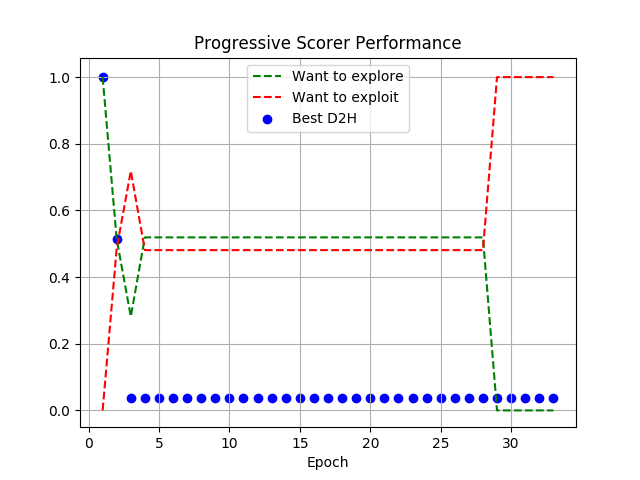 Progressive Scorer Performance
Want to explore
Want to exploit
Best D2H
1.0
0.8
0.6
0.4
0.2
0.0
0 5 10 15 20 25 30
Epoch